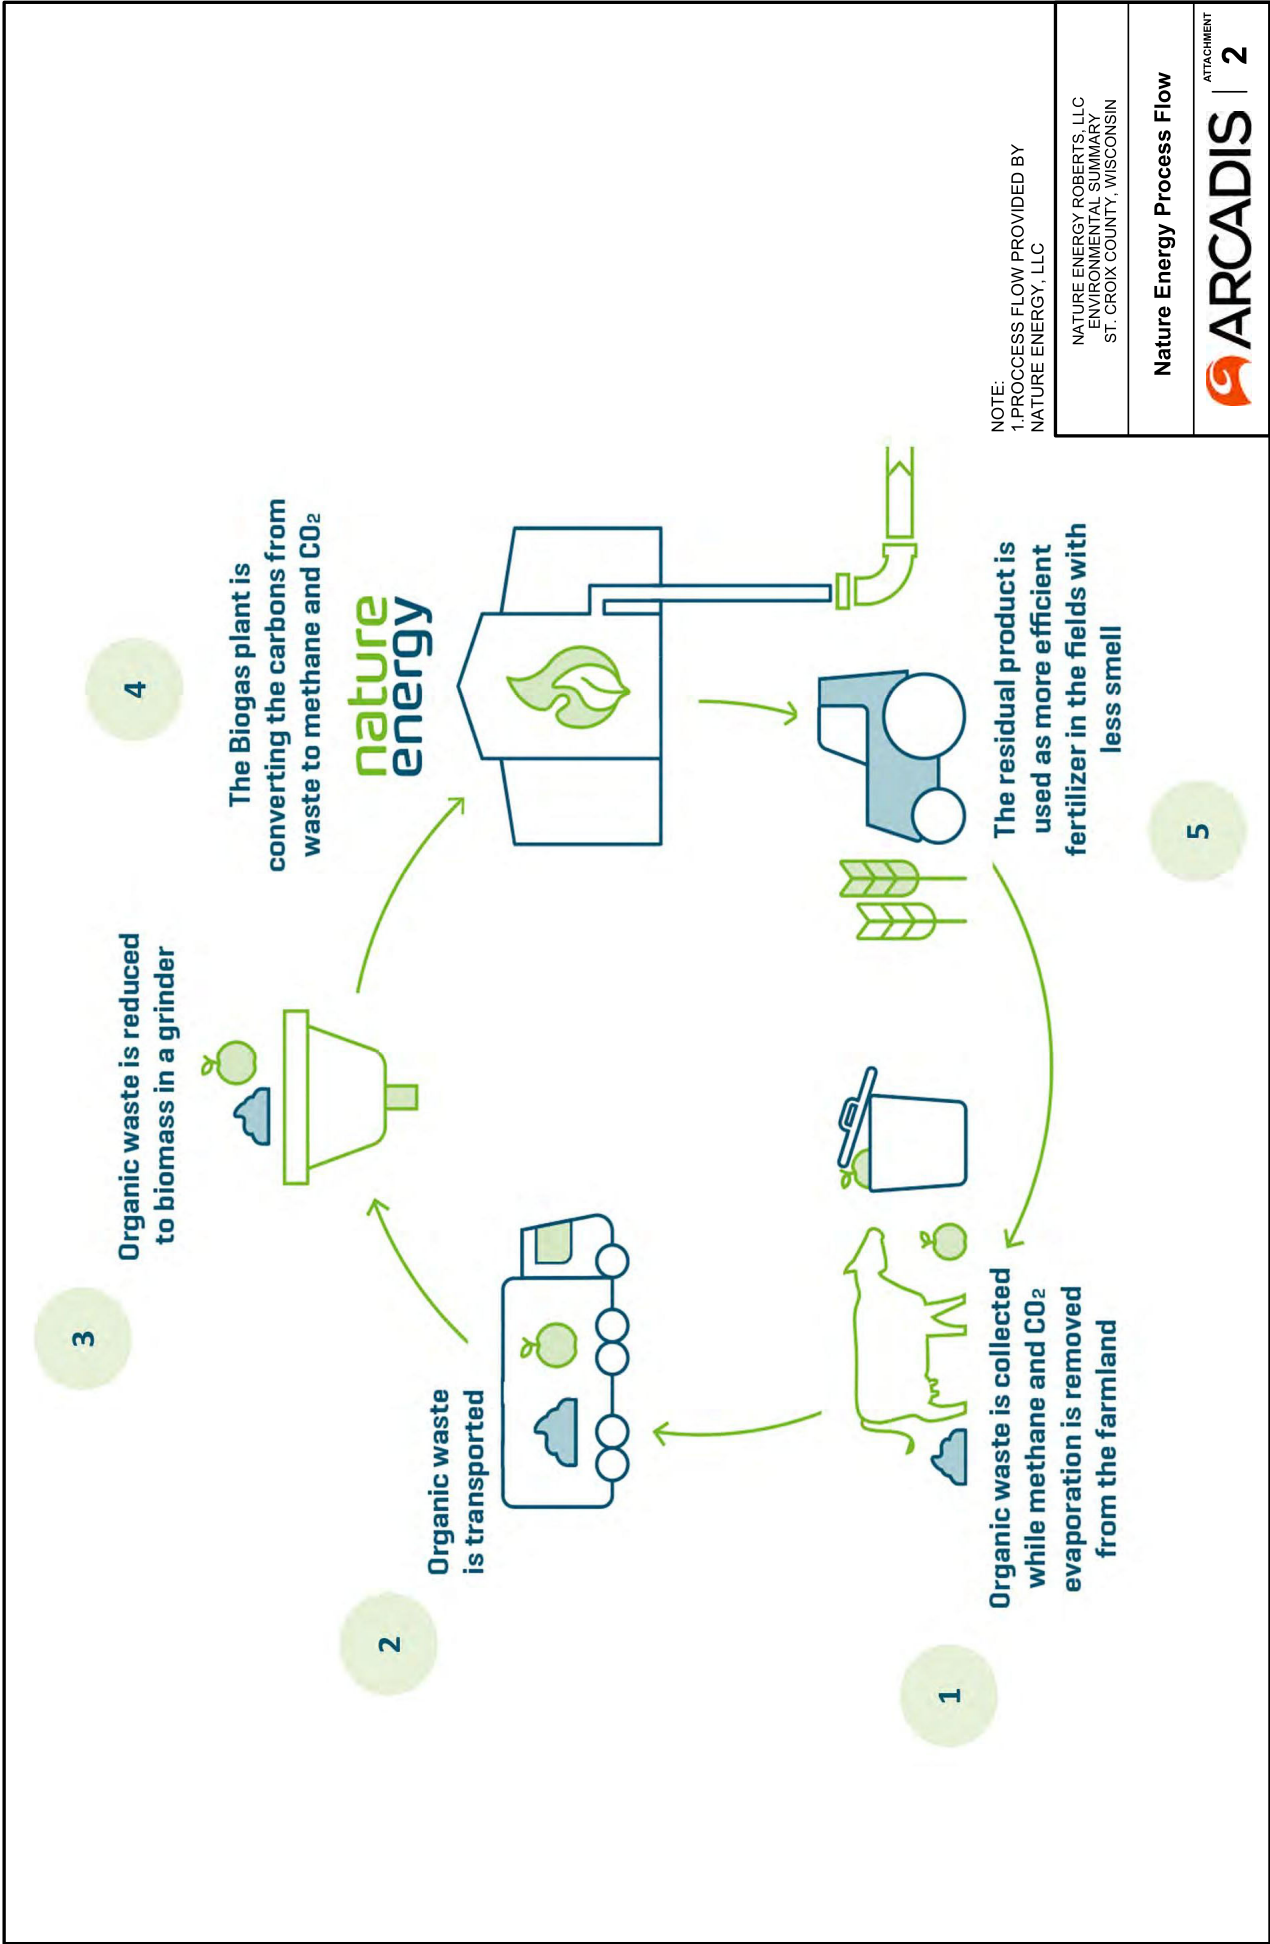 1
Organic waste is collected
while methane and CO₂
evaporation is removed
from the farmland
2
Organic waste
is transported
3
Organic waste is reduced
to biomass in a grinder
4
The Biogas plant is
converting the carbons from
waste to methane and CO₂
nature
energy
The residual product is
used as more efficient
fertilizer in the fields with
less smell
5
NOTE:
1.PROCCESS FLOW PROVIDED BY
NATURE ENERGY, LLC
NATURE ENERGY ROBERTS, LLC
ENVIRONMENTAL SUMMARY
ST. CROIX COUNTY, WISCONSIN
Nature Energy Process Flow
ARCADIS
ATTACHMENT
2